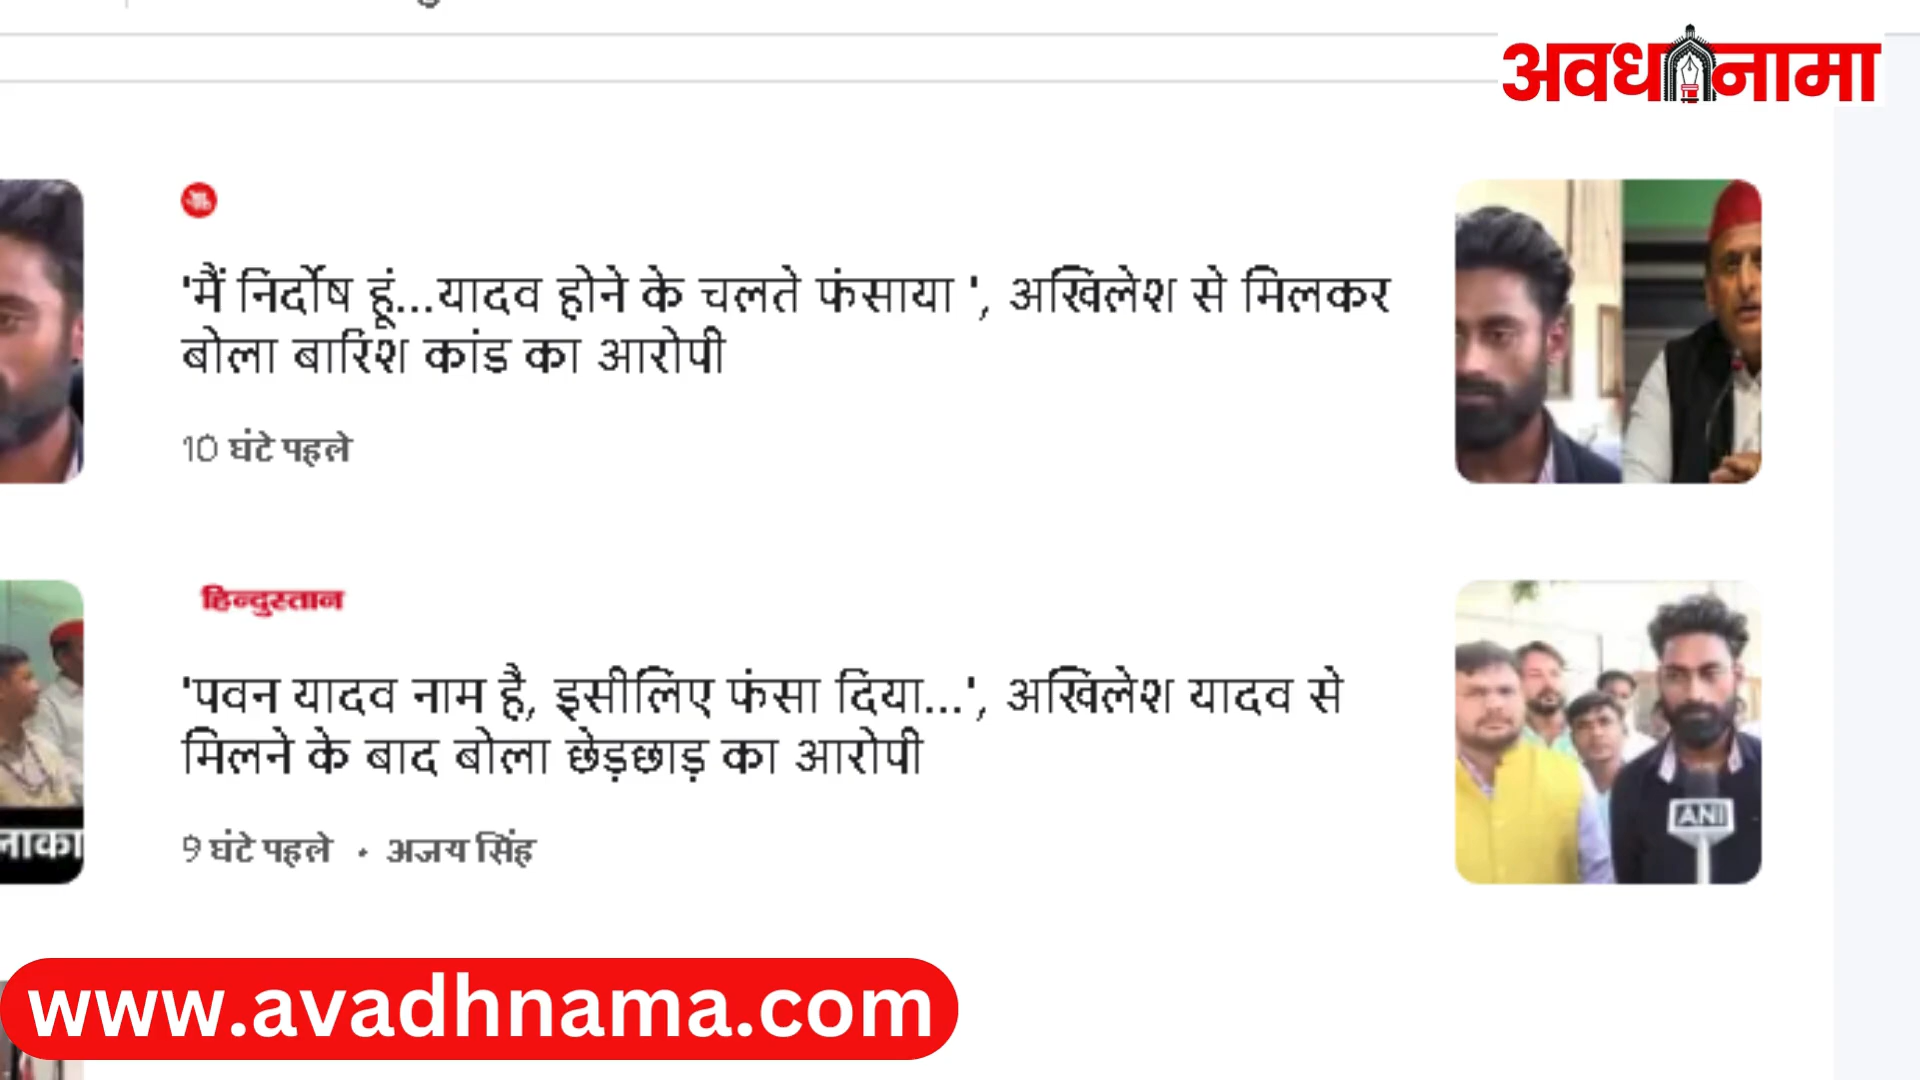 अवधनामा
'मैं निर्दोष हूं...यादव होने के चलते फंसाया ', अखिलेश से मिलकर
बोला बारिश कांड का आरोपी
10 घंटे पहले
हिन्दुस्तान
'पवन यादव नाम है, इसीलिए फंसा दिया...', अखिलेश यादव से
मिलने के बाद बोला छेड़छाड़ का आरोपी
9 घंटे पहले • अजय सिंह
ANI
नाका
www.avadhnama.com